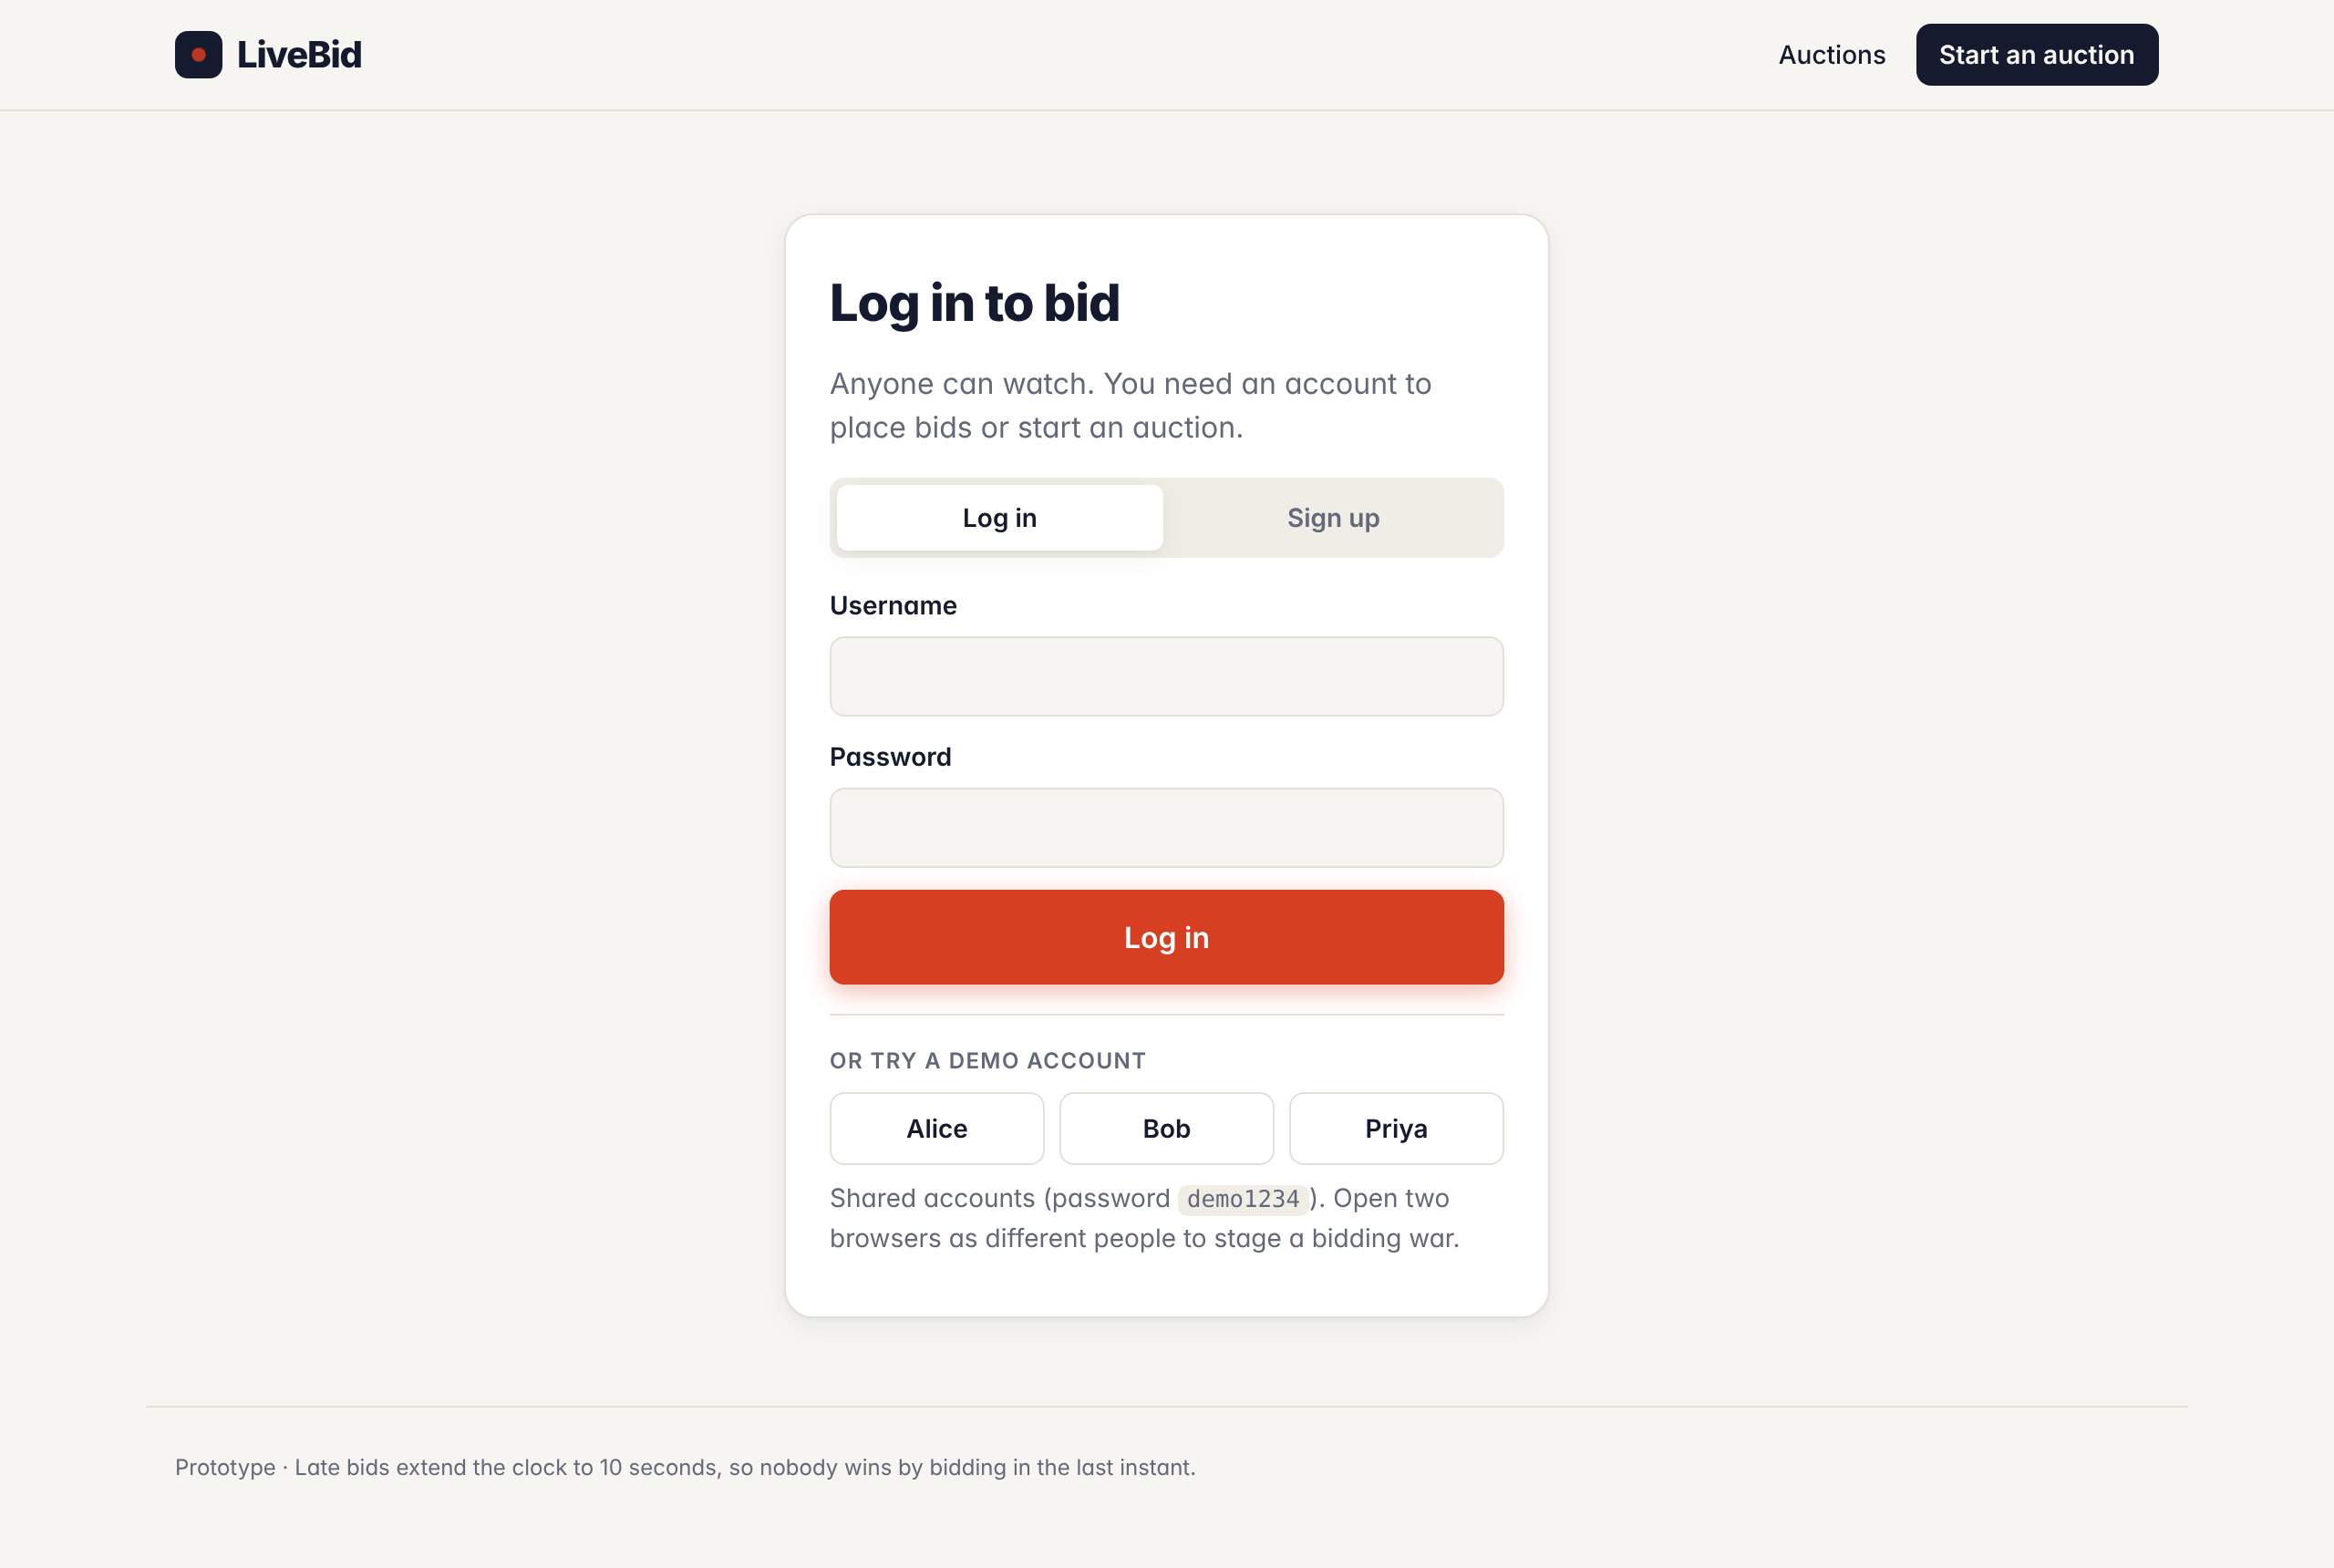 LiveBid
Auctions
Start an auction
Log in to bid
Anyone can watch. You need an account to
place bids or start an auction.
Log in
Sign up
Username
Password
Log in
OR TRY A DEMO ACCOUNT
Alice
Bob
Priya
Shared accounts (password demo1234). Open two
browsers as different people to stage a bidding war.
Prototype · Late bids extend the clock to 10 seconds, so nobody wins by bidding in the last instant.